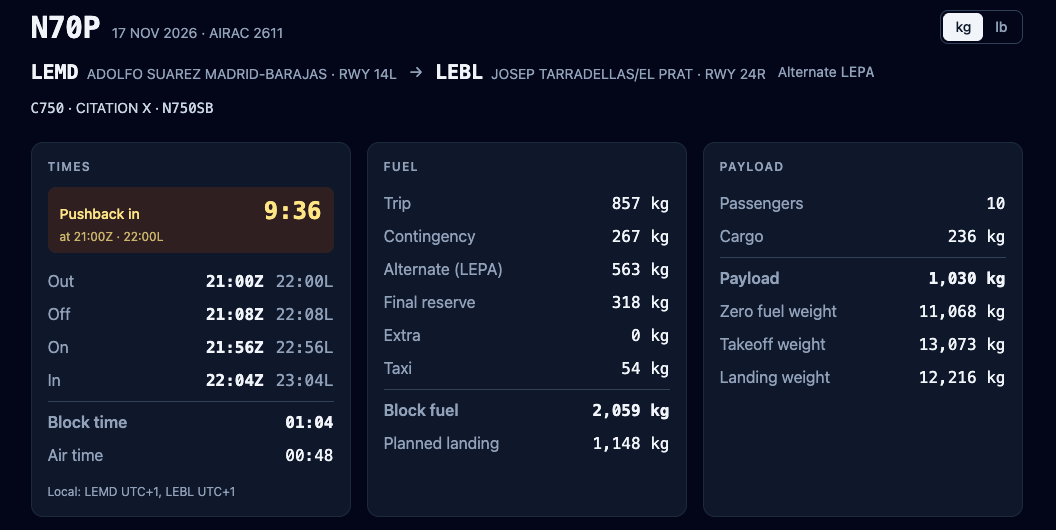 N70P 17 NOV 2026 · AIRAC 2611
kg lb
LEMD ADOLFO SUAREZ MADRID-BARAJAS · RWY 14L → LEBL JOSEP TARRADELLAS/EL PRAT · RWY 24R Alternate LEPA
C750 · CITATION X · N750SB
TIMES
Pushback in 9:36
at 21:00Z · 22:00L
Out 21:00Z 22:00L
Off 21:08Z 22:08L
On 21:56Z 22:56L
In 22:04Z 23:04L
Block time 01:04
Air time 00:48
Local: LEMD UTC+1, LEBL UTC+1
FUEL
Trip 857 kg
Contingency 267 kg
Alternate (LEPA) 563 kg
Final reserve 318 kg
Extra 0 kg
Taxi 54 kg
Block fuel 2,059 kg
Planned landing 1,148 kg
PAYLOAD
Passengers 10
Cargo 236 kg
Payload 1,030 kg
Zero fuel weight 11,068 kg
Takeoff weight 13,073 kg
Landing weight 12,216 kg